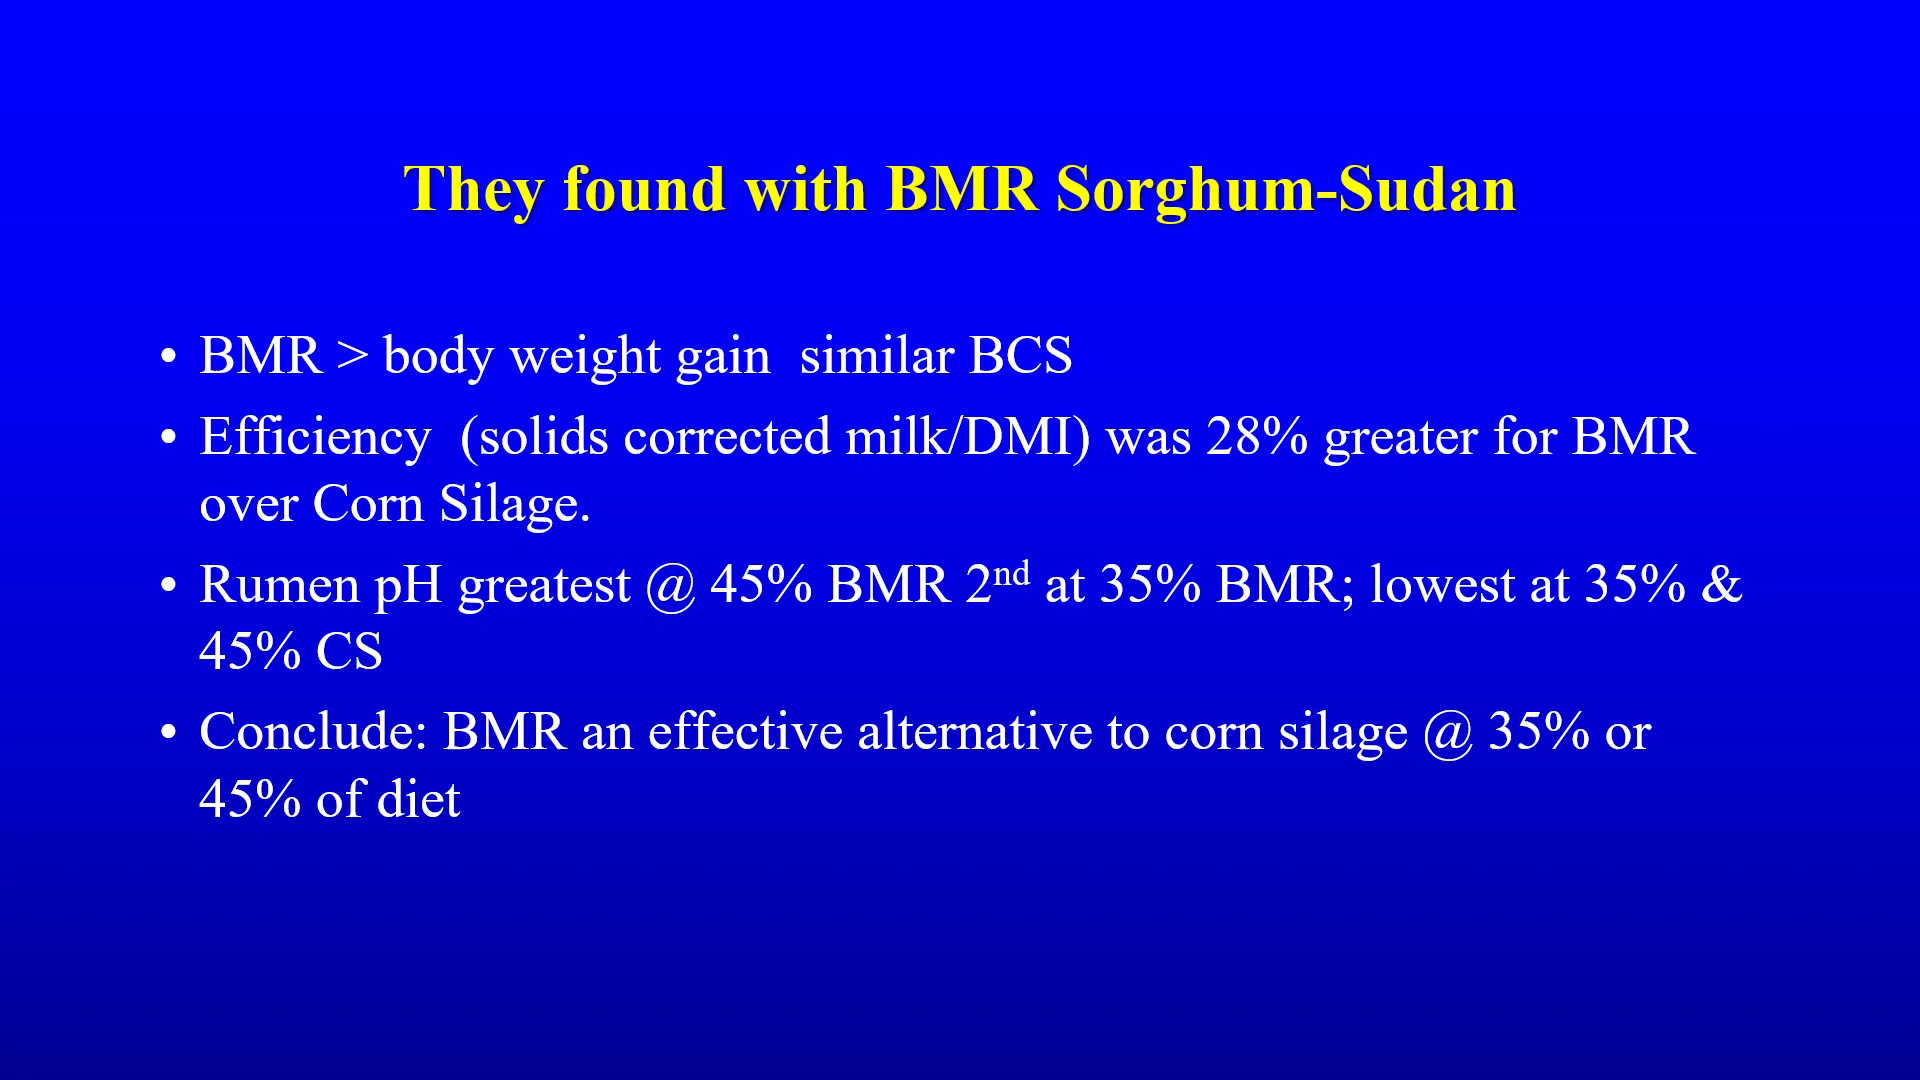 They found with BMR Sorghum-Sudan
• BMR > body weight gain  similar BCS
• Efficiency  (solids corrected milk/DMI) was 28% greater for BMR
over Corn Silage.
• Rumen pH greatest @ 45% BMR 2nd at 35% BMR; lowest at 35% &
45% CS
• Conclude: BMR an effective alternative to corn silage @ 35% or
45% of diet